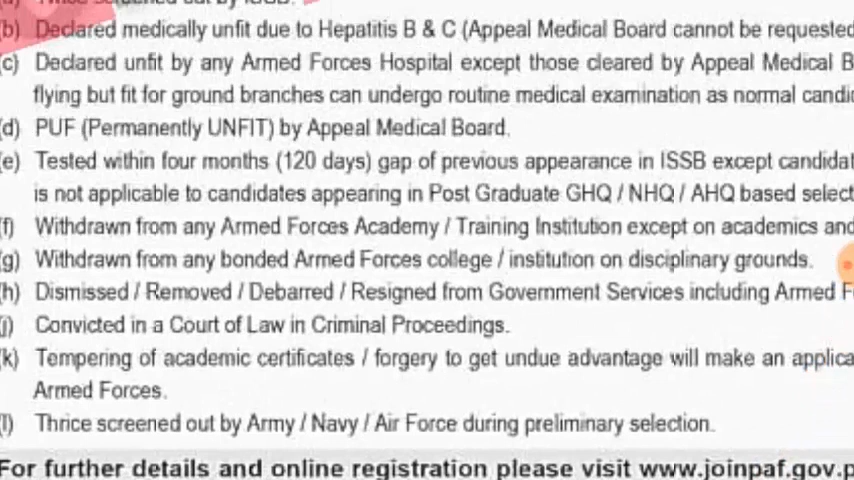 (a) Twice screened out by ISSB.
(b) Declared medically unfit due to Hepatitis B & C (Appeal Medical Board cannot be requested
(c) Declared unfit by any Armed Forces Hospital except those cleared by Appeal Medical B
flying but fit for ground branches can undergo routine medical examination as normal candi
(d) PUF (Permanently UNFIT) by Appeal Medical Board.
(e) Tested within four months (120 days) gap of previous appearance in ISSB except candidat
is not applicable to candidates appearing in Post Graduate GHQ / NHQ / AHQ based select
(f) Withdrawn from any Armed Forces Academy / Training Institution except on academics and
(g) Withdrawn from any bonded Armed Forces college / institution on disciplinary grounds.
(h) Dismissed / Removed / Debarred / Resigned from Government Services including Armed F
(j) Convicted in a Court of Law in Criminal Proceedings.
(k) Tempering of academic certificates / forgery to get undue advantage will make an applica
Armed Forces.
(l) Thrice screened out by Army / Navy / Air Force during preliminary selection.
For further details and online registration please visit www.joinpaf.gov.p